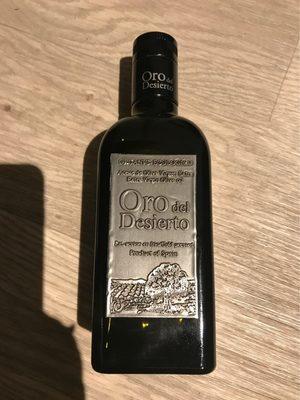 Oro del
Desierto
Aceite de Oliva Virgen Extra
Extra Virgin Olive oil
Oro del
Desierto
Product of Spain